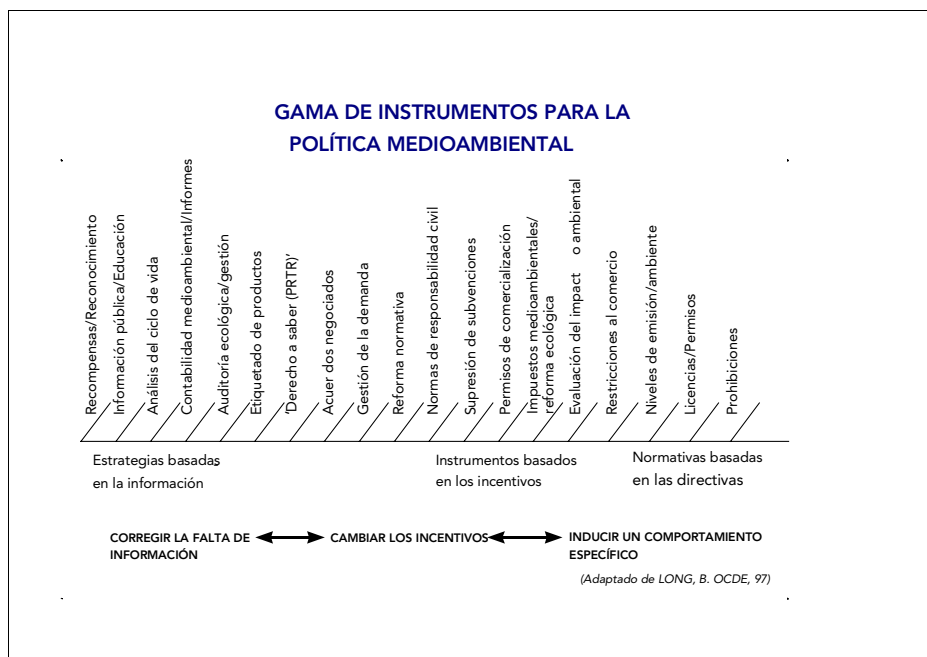 GAMA DE INSTRUMENTOS PARA LA
POLÍTICA MEDIOAMBIENTAL
Recompensas/Reconocimiento
Información pública/Educación
Análisis del ciclo de vida
Contabilidad medioambiental/Informes
Auditoría ecológica/gestión
Etiquetado de productos
‘Derecho a saber (PRTR)’
Acuer dos negociados
Gestión de la demanda
Reforma normativa
Normas de responsabilidad civil
Supresión de subvenciones
Permisos de comercialización
Impuestos medioambientales/
reforma ecológica
Evaluación del impact o ambiental
Restricciones al comercio
Niveles de emisión/ambiente
Licencias/Permisos
Prohibiciones
Estrategias basadas
en la información
Instrumentos basados
en los incentivos
Normativas basadas
en las directivas
CORREGIR LA FALTA DE
INFORMACIÓN
CAMBIAR LOS INCENTIVOS
INDUCIR UN COMPORTAMIENTO
ESPECÍFICO
(Adaptado de LONG, B. OCDE, 97)